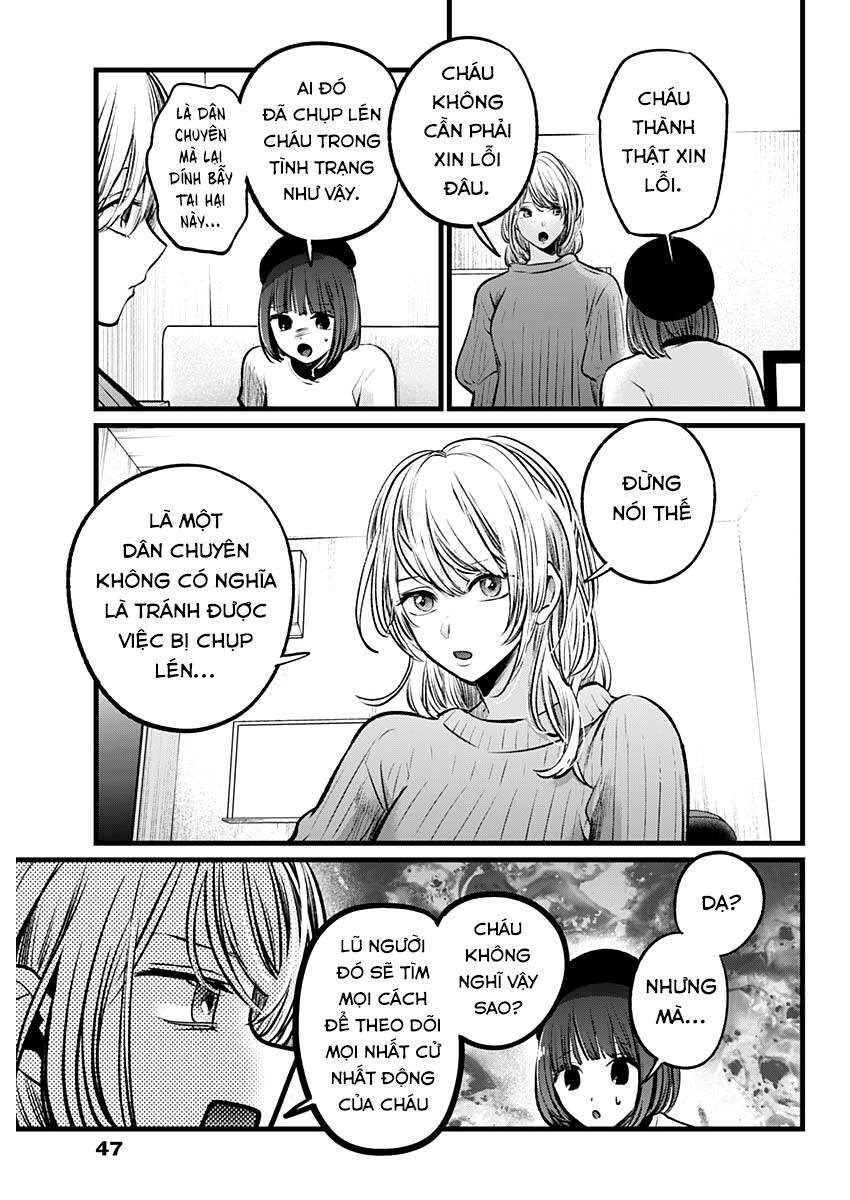 CHÁU
THÀNH
THẬT XIN
LỖI.
CHÁU
KHÔNG
CẦN PHẢI
XIN LỖI
ĐÂU.
AI ĐÓ
ĐÃ CHỤP LÉN
CHÁU TRONG
TÌNH TRẠNG
NHƯ VẬY.
LÀ DÂN
CHUYÊN
MÀ LẠI
DÍNH BẪY
TAI HẠI
NÀY...
ĐỪNG
NÓI THẾ
LÀ MỘT
DÂN CHUYÊN
KHÔNG CÓ NGHĨA
LÀ TRÁNH ĐƯỢC
VIỆC BỊ CHỤP
LÉN...
DẠ?
NHƯNG
MÀ...
CHÁU
KHÔNG
NGHĨ VẬY
SAO?
LŨ NGƯỜI
ĐÓ SẼ TÌM
MỌI CÁCH
ĐỂ THEO DÕI
MỌI NHẤT CỬ
NHẤT ĐỘNG
CỦA CHÁU
47